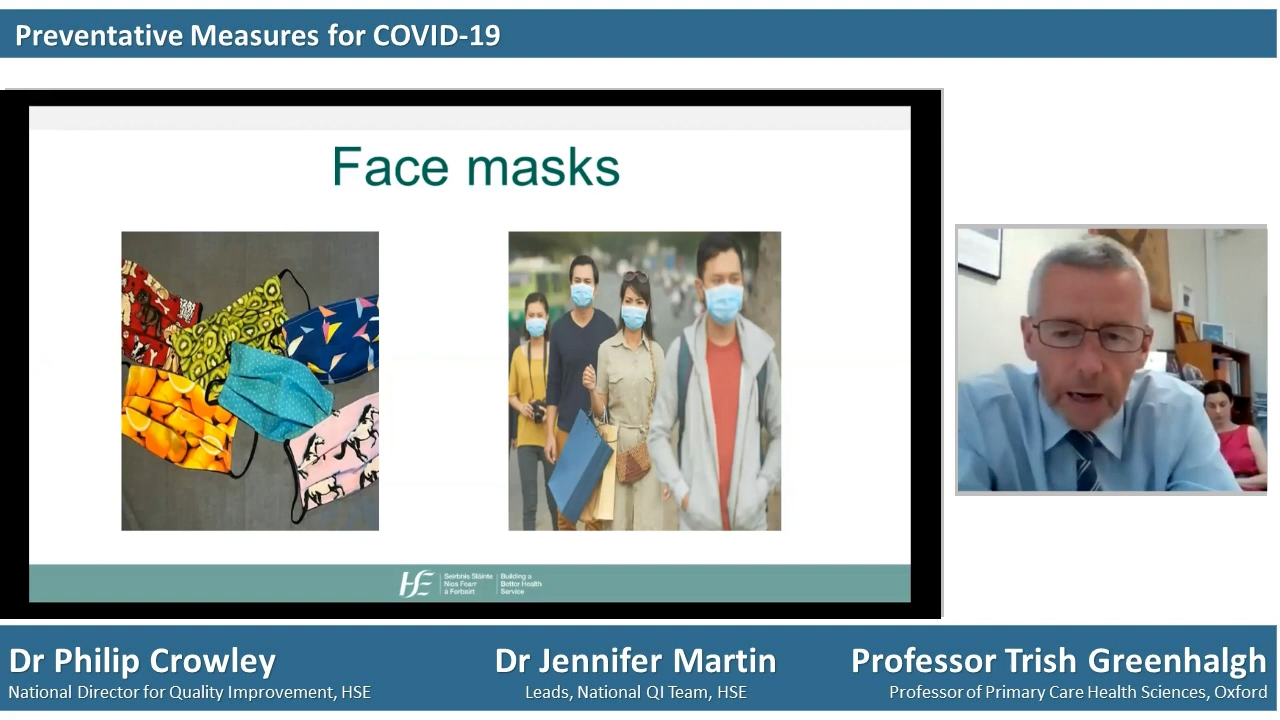 Preventative Measures for COVID-19
Face masks
Seirbhís Sláinte
Níos Fearr
á Forbairt
Building a
Better Health
Service
Dr Philip Crowley
National Director for Quality Improvement, HSE
Dr Jennifer Martin
Leads, National QI Team, HSE
Professor Trish Greenhalgh
Professor of Primary Care Health Sciences, Oxford